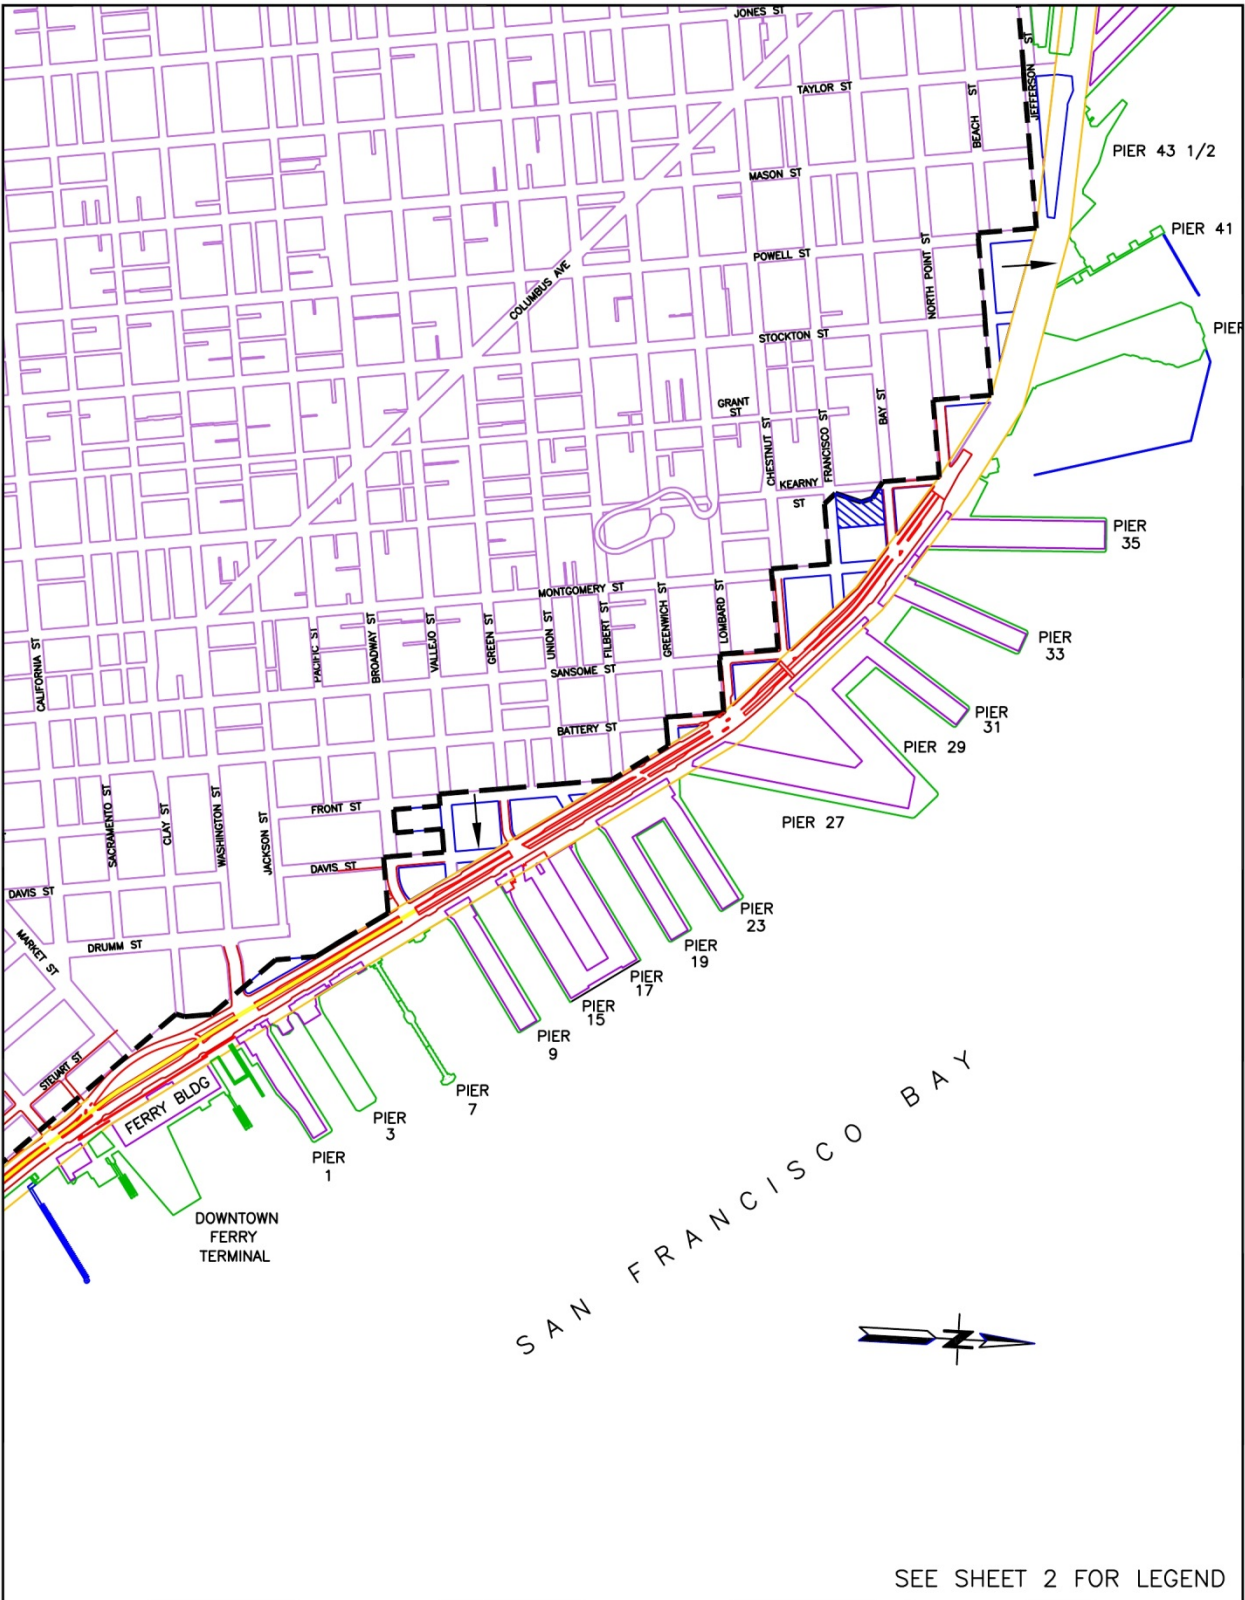 JONES ST
JEFFERSON ST
TAYLOR ST
BEACH ST
PIER 43 1/2
MASON ST
PIER 41
POWELL ST
NORTH POINT ST
COLUMBUS AVE
PIER
STOCKTON ST
GRANT
ST
BAY ST
CHESTNUT ST
FRANCISCO ST
KEARNY
ST
PIER
35
MONTGOMERY ST
CALIFORNIA ST
PACIFIC ST
BROADWAY ST
VALLEJO ST
GREEN ST
UNION ST
FILBERT ST
GREENWICH ST
LOMBARD ST
PIER
33
SANSOME ST
PIER
31
BATTERY ST
PIER 29
SACRAMENTO ST
CLAY ST
WASHINGTON ST
JACKSON ST
FRONT ST
PIER 27
DAVIS ST
DAVIS ST
PIER
23
MARKET ST
DRUMM ST
PIER
19
PIER
17
PIER
15
PIER
9
STEUART ST
FERRY BLDG
PIER
7
PIER
3
PIER
1
DOWNTOWN
FERRY
TERMINAL
SAN FRANCISCO BAY
N
SEE SHEET 2 FOR LEGEND